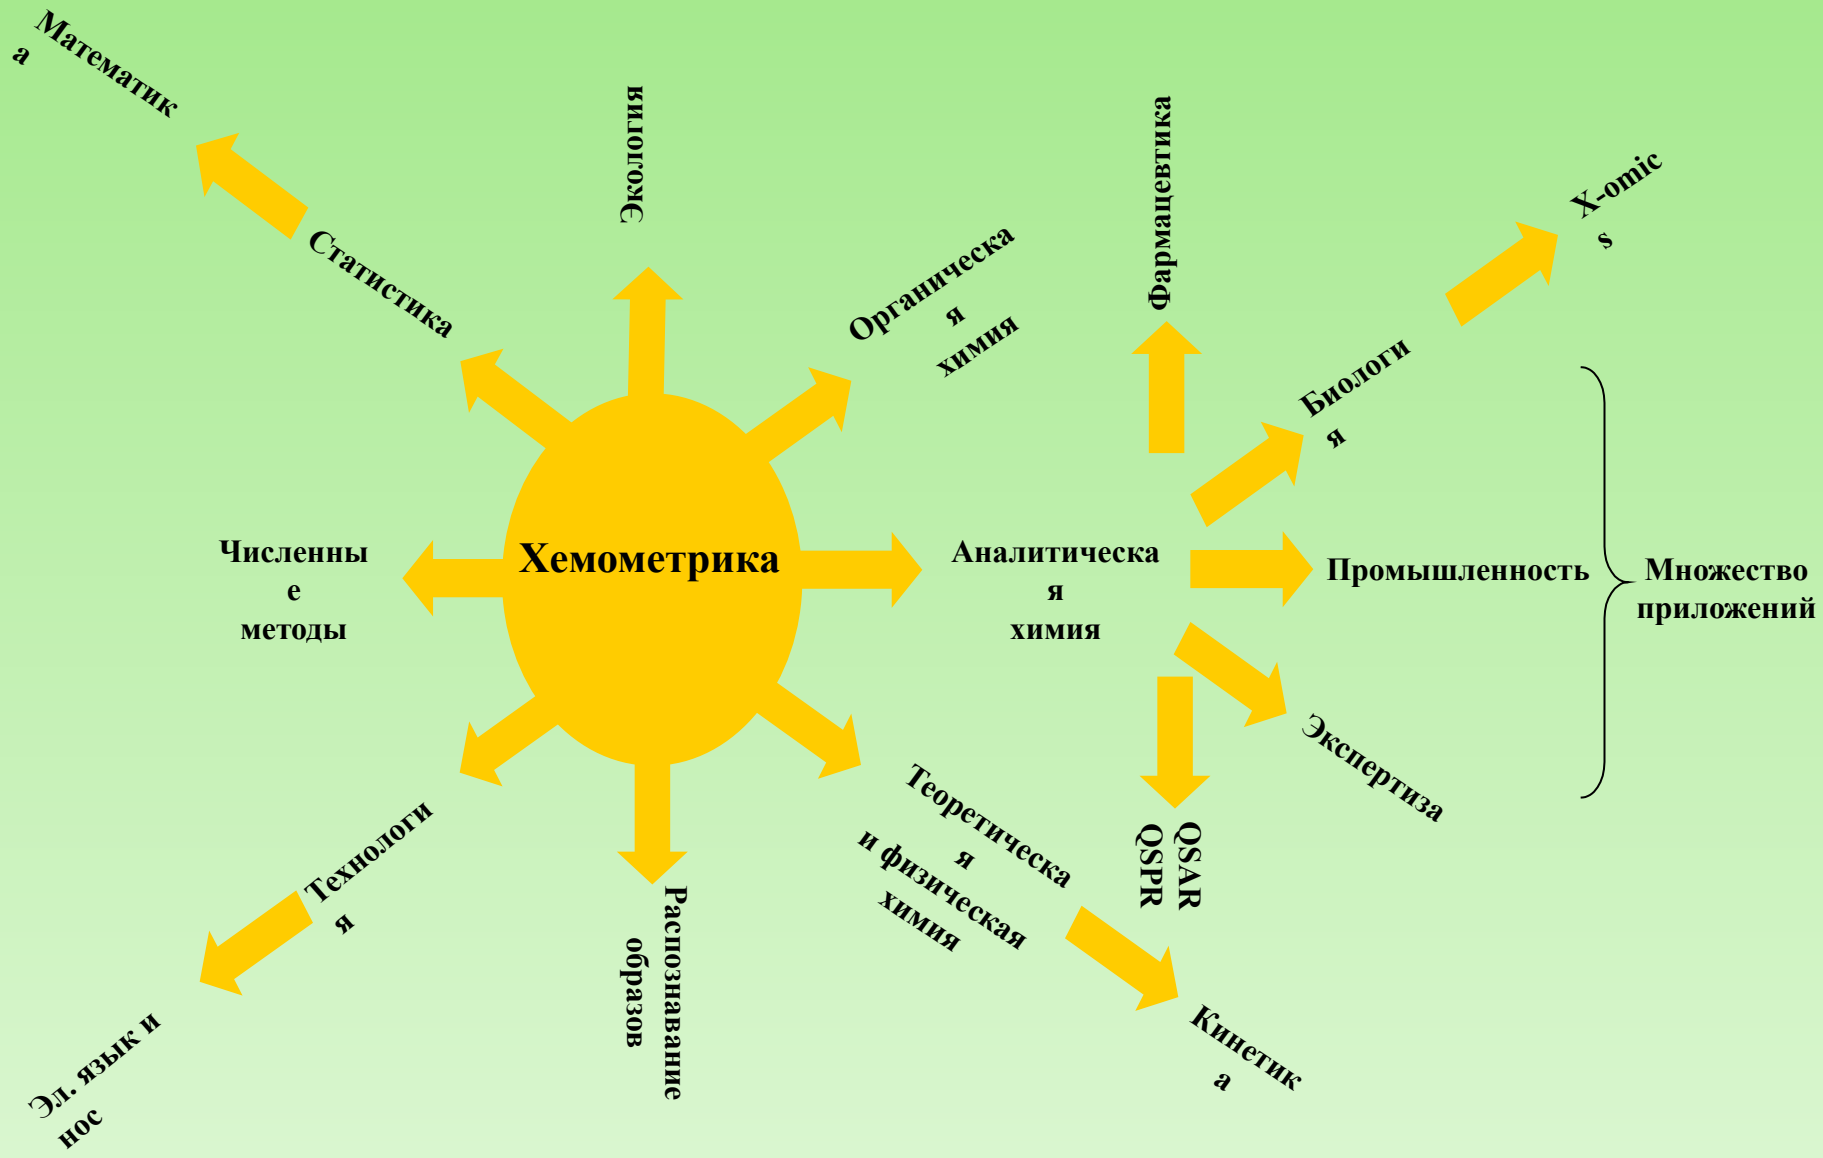 Математик
а
Статистика
Экология
Органическа
я
химия
Фармацевтика
X-omic
s
Биологи
я
Численны
е
методы
Хемометрика
Аналитическа
я
химия
Промышленность
Множество
приложений
Экспертиза
Технологи
я
Эл. язык и
нос
Распознавание
образов
Теоретическа
я
и физическая
химия
QSAR
QSPR
Кинетик
а